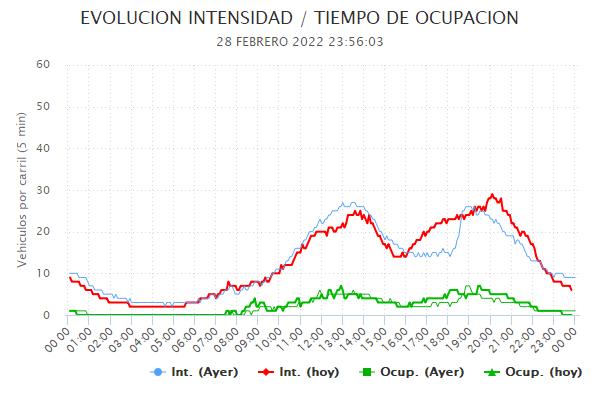 EVOLUCION INTENSIDAD / TIEMPO DE OCUPACION
28 FEBRERO 2022 23:56:03
Vehiculos por carril (5 min)
60
50
40
30
20
10
0
00:00 01:00 02:00 03:00 04:00 05:00 06:00 07:00 08:00 09:00 10:00 11:00 12:00 13:00 14:00 15:00 16:00 17:00 18:00 19:00 20:00 21:00 22:00 23:00 00:00
Int. (Ayer) Int. (hoy) Ocup. (Ayer) Ocup. (hoy)